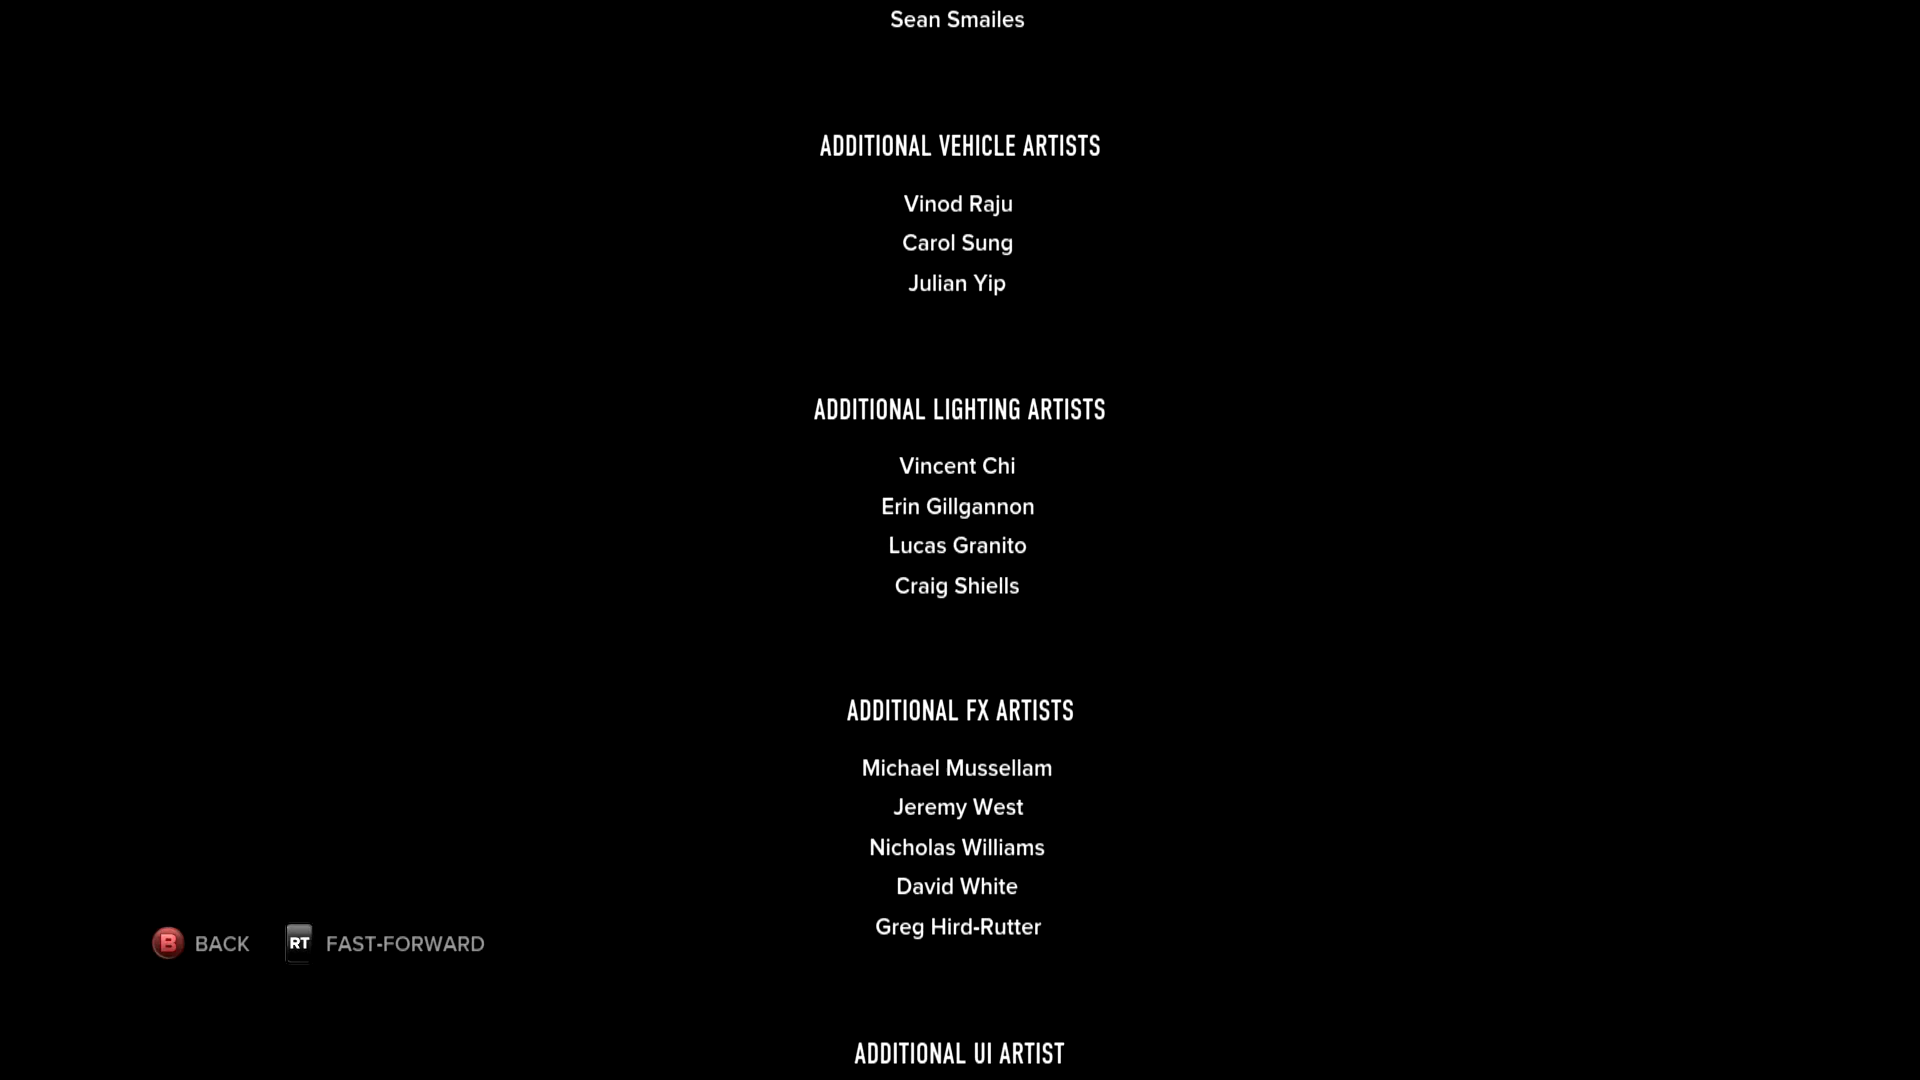 Sean Smailes
ADDITIONAL VEHICLE ARTISTS
Vinod Raju
Carol Sung
Julian Yip
ADDITIONAL LIGHTING ARTISTS
Vincent Chi
Erin Gillgannon
Lucas Granito
Craig Shiells
ADDITIONAL FX ARTISTS
Michael Mussellam
Jeremy West
Nicholas Williams
David White
Greg Hird-Rutter
B BACK RT FAST-FORWARD
ADDITIONAL UI ARTIST